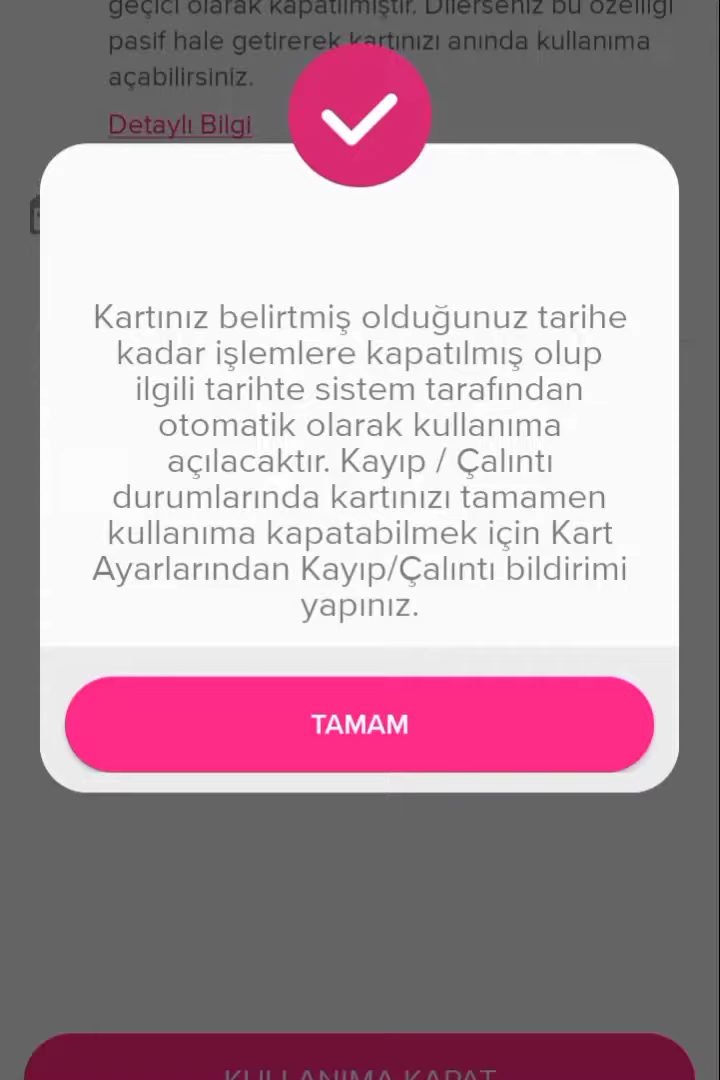 geçici olarak kapatılmıştır. Dilerseniz bu özelliği
pasif hale getirerek kartınızı anında kullanıma
açabilirsiniz.
Detaylı Bilgi
Kartınız belirtmiş olduğunuz tarihe
kadar işlemlere kapatılmış olup
ilgili tarihte sistem tarafından
otomatik olarak kullanıma
açılacaktır. Kayıp / Çalıntı
durumlarında kartınızı tamamen
kullanıma kapatabilmek için Kart
Ayarlarından Kayıp/Çalıntı bildirimi
yapınız.
TAMAM
KULLANIMA KAPAT